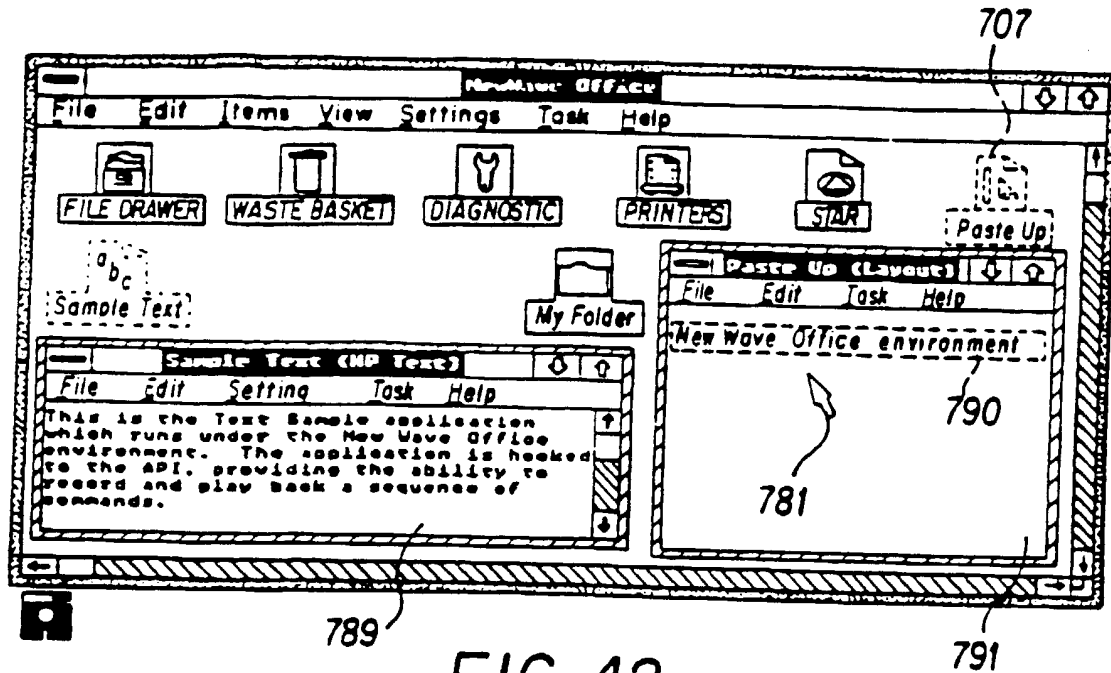 707
NewWave Office
File Edit Items View Settings Task Help
FILE DRAWER WASTE BASKET DIAGNOSTIC PRINTERS STAR Paste Up
abc
Sample Text
My Folder
Paste Up (Layout)
File Edit Task Help
New Wave Office environment
790
781
Sample Text (HP Text)
File Edit Setting Task Help
This is the Text Sample application
which runs under the New Wave Office
environment. The application is hooked
to the API, providing the ability to
record and play back a sequence of
commands.
789
791